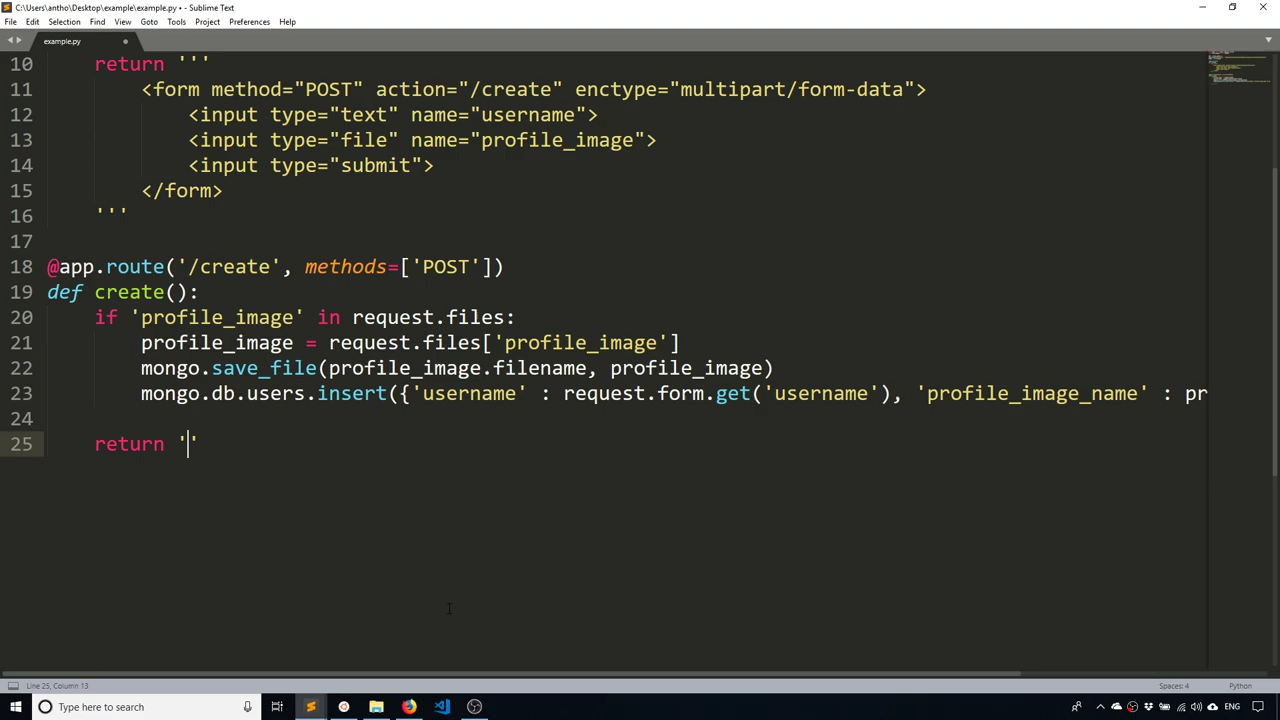 C:\Users\antho\Desktop\example\example.py • - Sublime Text
File Edit Selection Find View Goto Tools Project Preferences Help
example.py
10     return '''
11         <form method="POST" action="/create" enctype="multipart/form-data">
12             <input type="text" name="username">
13             <input type="file" name="profile_image">
14             <input type="submit">
15         </form>
16     '''
17
18 @app.route('/create', methods=['POST'])
19 def create():
20     if 'profile_image' in request.files:
21         profile_image = request.files['profile_image']
22         mongo.save_file(profile_image.filename, profile_image)
23         mongo.db.users.insert({'username' : request.form.get('username'), 'profile_image_name' : pr
24
25     return ''
Line 25, Column 13
Spaces: 4
Python
Type here to search
ENG